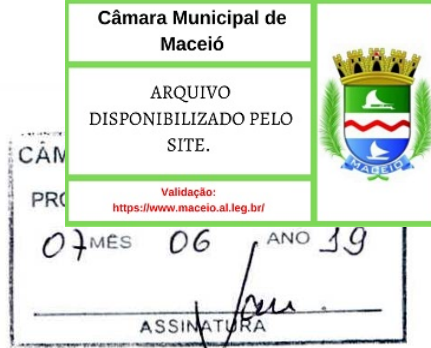 Câmara Municipal de
Maceió
ARQUIVO
DISPONIBILIZADO PELO
SITE.
Validação:
https://www.maceio.al.leg.br/
MACEIÓ
CÂM
PRO
07 MÊS 06 ANO 19
ASSINATURA